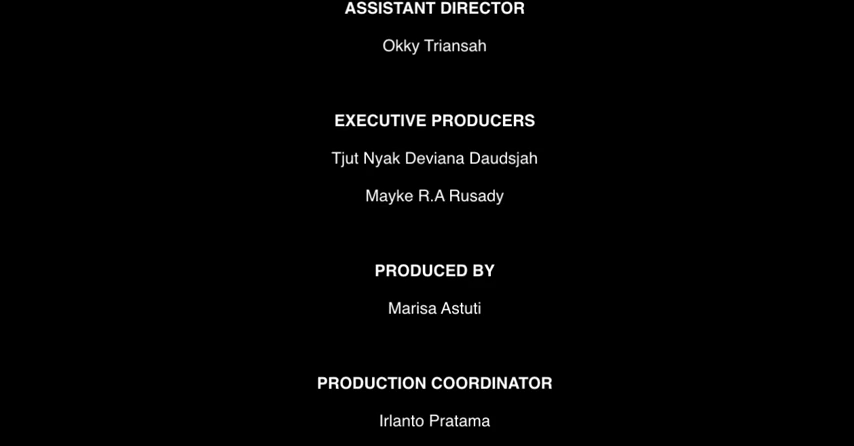 ASSISTANT DIRECTOR
Okky Triansah
EXECUTIVE PRODUCERS
Tjut Nyak Deviana Daudsjah
Mayke R.A Rusady
PRODUCED BY
Marisa Astuti
PRODUCTION COORDINATOR
Irlanto Pratama